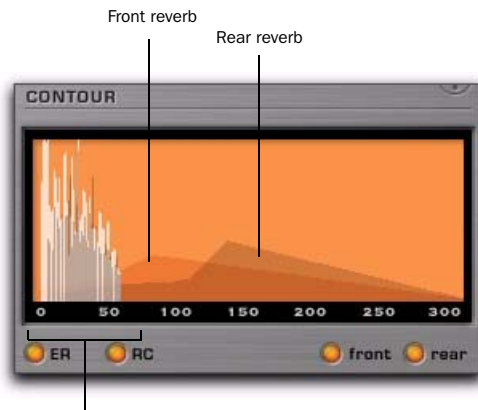 Front reverb
Rear reverb
CONTOUR
0 50 100 150 200 250 300
ER RC front rear